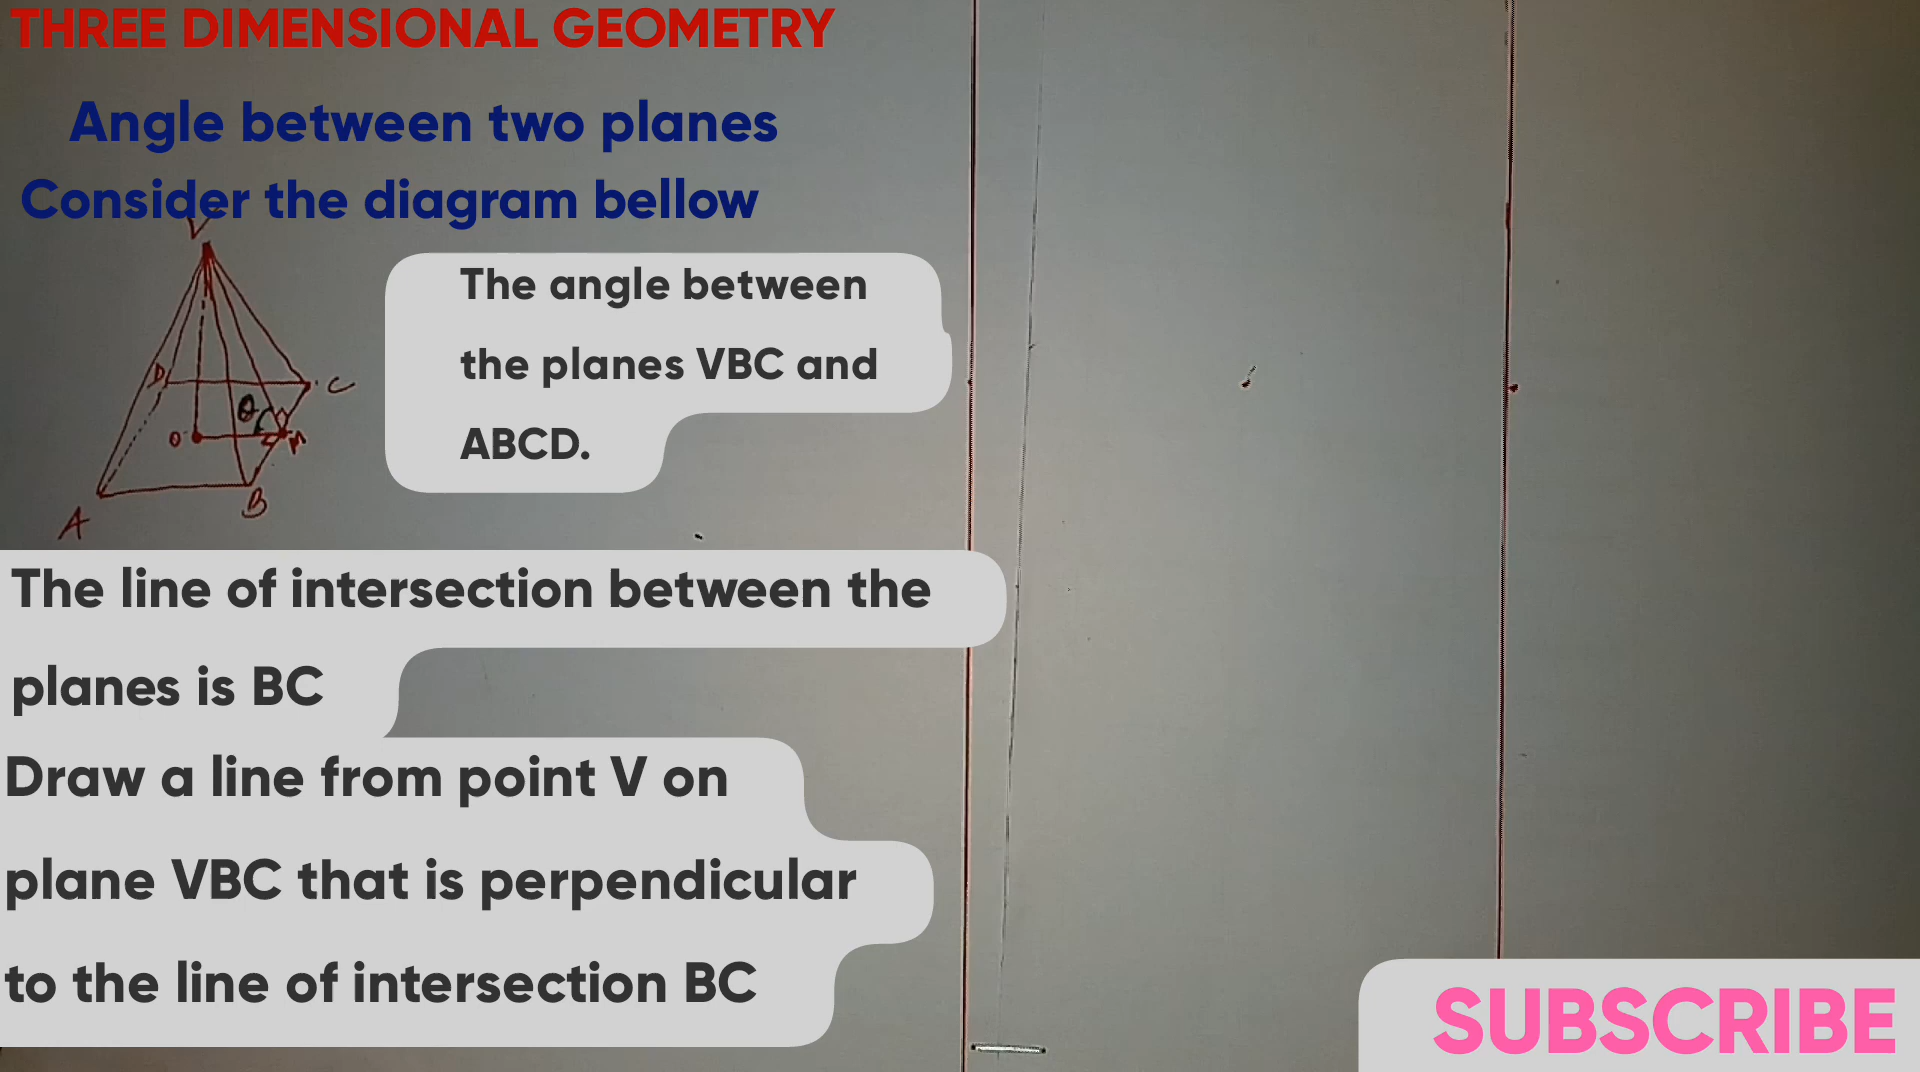 THREE DIMENSIONAL GEOMETRY
Angle between two planes
Consider the diagram bellow
V
The angle between
the planes VBC and
ABCD.
D
C
θ
O
M
A
B
The line of intersection between the
planes is BC
Draw a line from point V on
plane VBC that is perpendicular
to the line of intersection BC
SUBSCRIBE